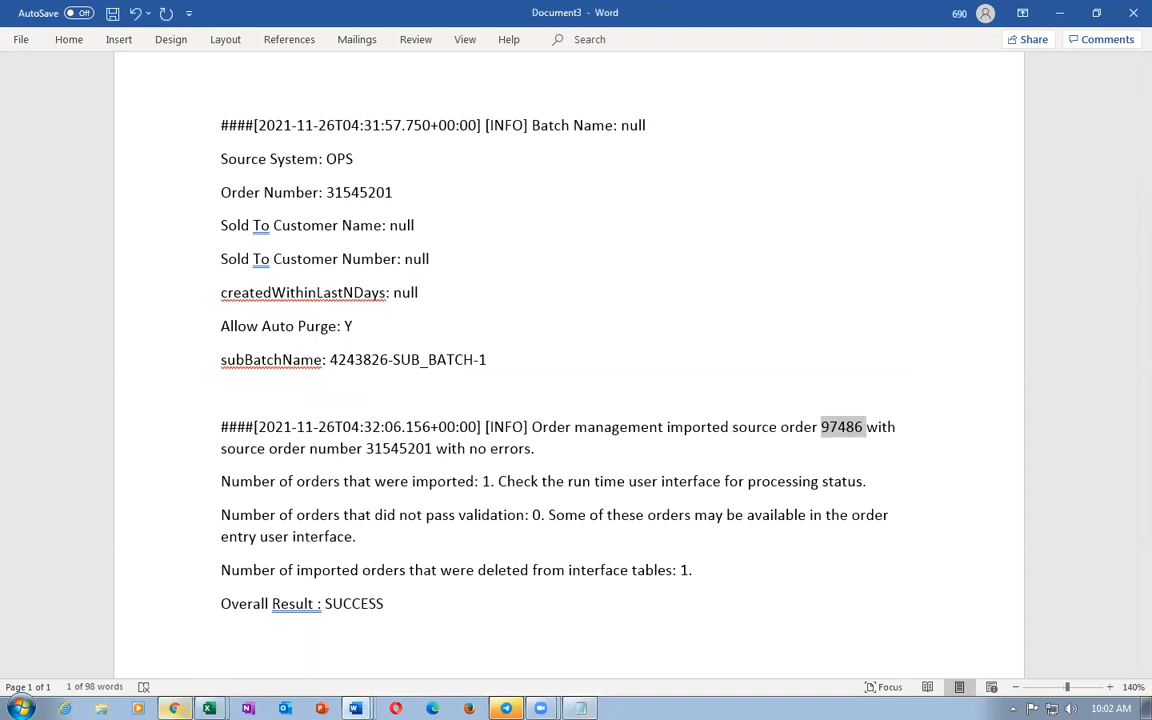 AutoSave Off Document3 - Word 690
File Home Insert Design Layout References Mailings Review View Help Search Share Comments
####[2021-11-26T04:31:57.750+00:00] [INFO] Batch Name: null
Source System: OPS
Order Number: 31545201
Sold To Customer Name: null
Sold To Customer Number: null
createdWithinLastNDays: null
Allow Auto Purge: Y
subBatchName: 4243826-SUB_BATCH-1
####[2021-11-26T04:32:06.156+00:00] [INFO] Order management imported source order 97486 with
source order number 31545201 with no errors.
Number of orders that were imported: 1. Check the run time user interface for processing status.
Number of orders that did not pass validation: 0. Some of these orders may be available in the order
entry user interface.
Number of imported orders that were deleted from interface tables: 1.
Overall Result : SUCCESS
Page 1 of 1 1 of 98 words Focus 140%
10:02 AM